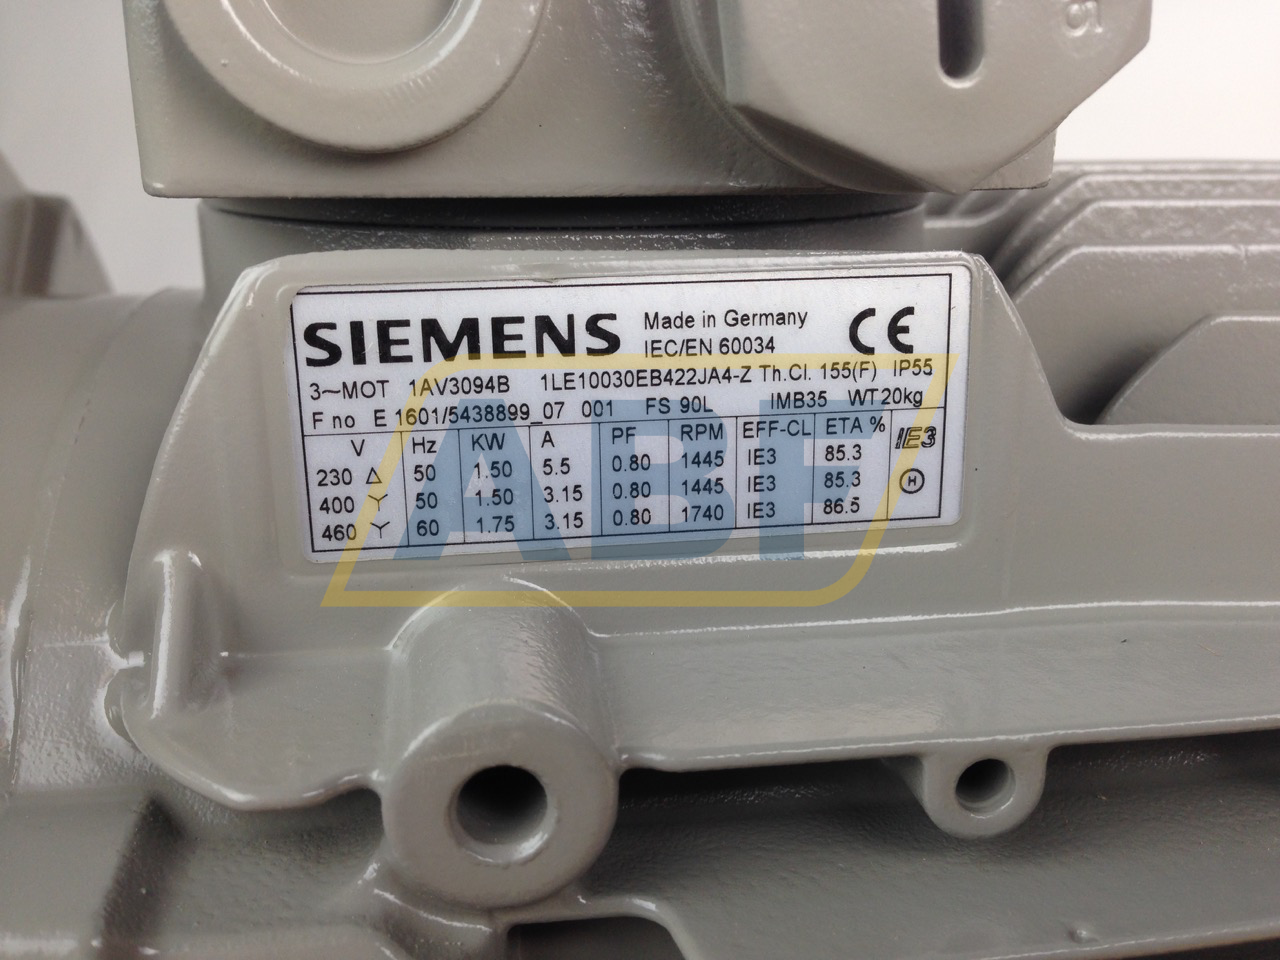 SIEMENS Made in Germany CE
IEC/EN 60034
3~MOT 1AV3094B 1LE10030EB422JA4-Z Th.Cl. 155(F) IP55
F no E 1601/5438899_07 001 FS 90L IMB35 WT 20kg
V Hz KW A PF RPM EFF-CL ETA % IE3
230 Δ 50 1.50 5.5 0.80 1445 IE3 85.3
400 Y 50 1.50 3.15 0.80 1445 IE3 85.3 H
460 Y 60 1.75 3.15 0.80 1740 IE3 86.5
ABF